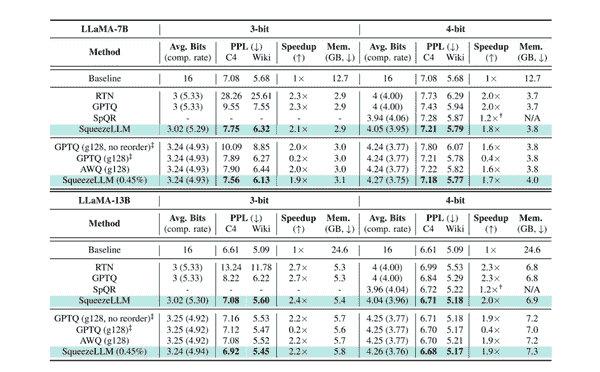 LLaMA-7B 3-bit 4-bit
Method Avg. Bits (comp. rate) PPL (↓) C4 Wiki Speedup (↑) Mem. (GB, ↓) Avg. Bits (comp. rate) PPL (↓) C4 Wiki Speedup (↑) Mem. (GB, ↓)
Baseline 16 7.08 5.68 1× 12.7 16 7.08 5.68 1× 12.7
RTN 3 (5.33) 28.26 25.61 2.3× 2.9 4 (4.00) 7.73 6.29 2.0× 3.7
GPTQ 3 (5.33) 9.55 7.55 2.3× 2.9 4 (4.00) 7.43 5.94 2.0× 3.7
SpQR - - - - - 3.94 (4.06) 7.28 5.87 1.2׆ N/A
SqueezeLLM 3.02 (5.29) 7.75 6.32 2.1× 2.9 4.05 (3.95) 7.21 5.79 1.8× 3.8
GPTQ (g128, no reorder)‡ 3.24 (4.93) 10.09 8.85 2.0× 3.0 4.24 (3.77) 7.80 6.07 1.6× 3.8
GPTQ (g128)‡ 3.24 (4.93) 7.89 6.27 0.2× 3.0 4.24 (3.77) 7.21 5.78 0.4× 3.8
AWQ (g128) 3.24 (4.93) 7.90 6.44 2.0× 3.0 4.24 (3.77) 7.22 5.82 1.6× 3.8
SqueezeLLM (0.45%) 3.24 (4.93) 7.56 6.13 1.9× 3.1 4.27 (3.75) 7.18 5.77 1.7× 4.0
LLaMA-13B 3-bit 4-bit
Method Avg. Bits (comp. rate) PPL (↓) C4 Wiki Speedup (↑) Mem. (GB, ↓) Avg. Bits (comp. rate) PPL (↓) C4 Wiki Speedup (↑) Mem. (GB, ↓)
Baseline 16 6.61 5.09 1× 24.6 16 6.61 5.09 1× 24.6
RTN 3 (5.33) 13.24 11.78 2.7× 5.3 4 (4.00) 6.99 5.53 2.3× 6.8
GPTQ 3 (5.33) 8.22 6.22 2.7× 5.3 4 (4.00) 6.84 5.29 2.3× 6.8
SpQR - - - - - 3.96 (4.04) 6.72 5.22 1.2׆ N/A
SqueezeLLM 3.02 (5.30) 7.08 5.60 2.4× 5.4 4.04 (3.96) 6.71 5.18 2.0× 6.9
GPTQ (g128, no reorder)‡ 3.25 (4.92) 7.16 5.53 2.2× 5.7 4.25 (3.77) 6.71 5.18 1.9× 7.2
GPTQ (g128)‡ 3.25 (4.92) 7.12 5.47 0.2× 5.6 4.25 (3.77) 6.70 5.17 0.4× 7.0
AWQ (g128) 3.25 (4.92) 7.08 5.52 2.2× 5.7 4.25 (3.77) 6.70 5.21 1.9× 7.2
SqueezeLLM (0.45%) 3.24 (4.94) 6.92 5.45 2.2× 5.8 4.26 (3.76) 6.68 5.17 1.9× 7.3